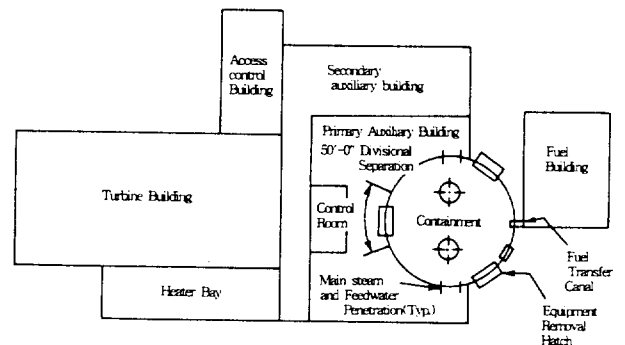 Access
control
Building
Secondary
auxiliary building
Primary Auxiliary Building
50'-0" Divisional
Separation
Fuel
Building
Turbine Building
Control
Room
Containment
Heater Bay
Main steam
and Feedwater
Penetration(Typ.)
Fuel
Transfer
Canal
Equipment
Removal
Hatch